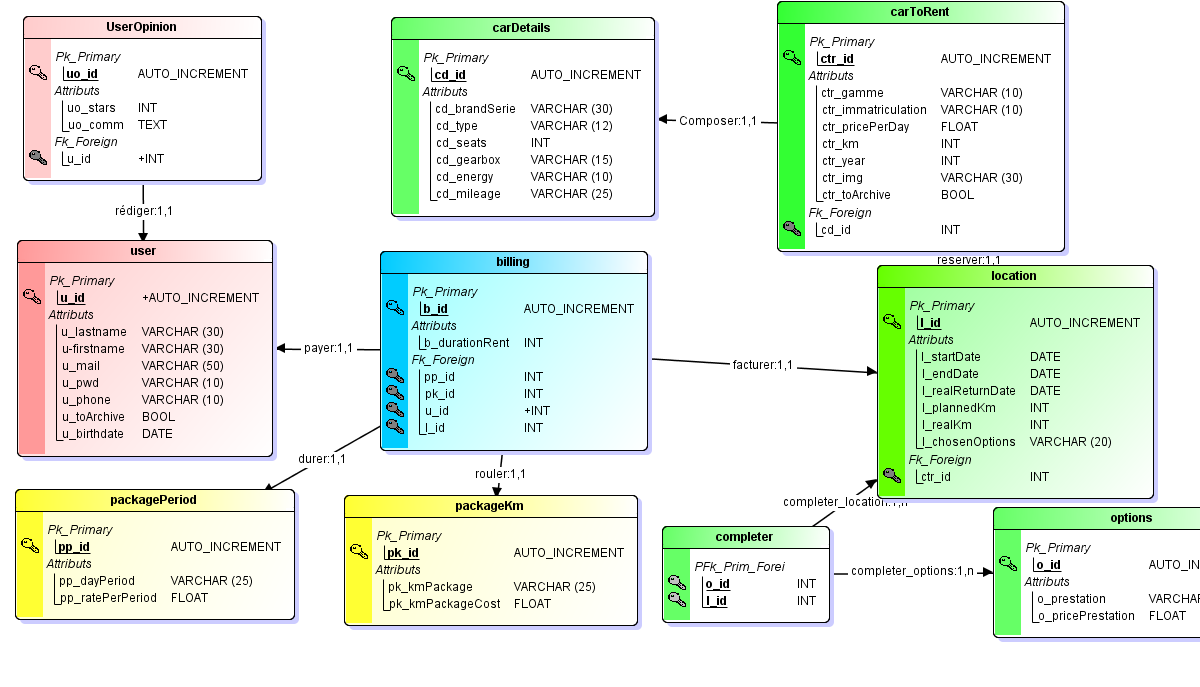 UserOpinion
Pk_Primary
uo_id AUTO_INCREMENT
Attributs
uo_stars INT
uo_comm TEXT
Fk_Foreign
u_id +INT
carDetails
Pk_Primary
cd_id AUTO_INCREMENT
Attributs
cd_brandSerie VARCHAR (30)
cd_type VARCHAR (12)
cd_seats INT
cd_gearbox VARCHAR (15)
cd_energy VARCHAR (10)
cd_mileage VARCHAR (25)
Composer:1,1
carToRent
Pk_Primary
ctr_id AUTO_INCREMENT
Attributs
ctr_gamme VARCHAR (10)
ctr_immatriculation VARCHAR (10)
ctr_pricePerDay FLOAT
ctr_km INT
ctr_year INT
ctr_img VARCHAR (30)
ctr_toArchive BOOL
Fk_Foreign
cd_id INT
rédiger:1,1
reserver:1,1
user
Pk_Primary
u_id +AUTO_INCREMENT
Attributs
u_lastname VARCHAR (30)
u-firstname VARCHAR (30)
u_mail VARCHAR (50)
u_pwd VARCHAR (10)
u_phone VARCHAR (10)
u_toArchive BOOL
u_birthdate DATE
payer:1,1
billing
Pk_Primary
b_id AUTO_INCREMENT
Attributs
b_durationRent INT
Fk_Foreign
pp_id INT
pk_id INT
u_id +INT
l_id INT
facturer:1,1
location
Pk_Primary
l_id AUTO_INCREMENT
Attributs
l_startDate DATE
l_endDate DATE
l_realReturnDate DATE
l_plannedKm INT
l_realKm INT
l_chosenOptions VARCHAR (20)
Fk_Foreign
ctr_id INT
durer:1,1
rouler:1,1
completer_location:1,n
packagePeriod
Pk_Primary
pp_id AUTO_INCREMENT
Attributs
pp_dayPeriod VARCHAR (25)
pp_ratePerPeriod FLOAT
packageKm
Pk_Primary
pk_id AUTO_INCREMENT
Attributs
pk_kmPackage VARCHAR (25)
pk_kmPackageCost FLOAT
completer
PFk_Prim_Forei
o_id INT
l_id INT
completer_options:1,n
options
Pk_Primary
o_id AUTO_IN
Attributs
o_prestation VARCHAR
o_pricePrestation FLOAT